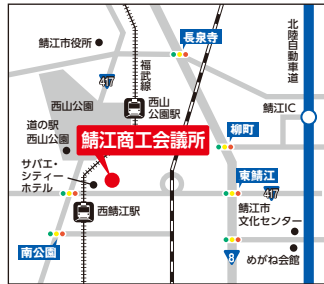 長泉寺
北陸自動車道
鯖江市役所
福武線
417
西山公園
西山
公園駅
鯖江IC
道の駅
西山公園
鯖江商工会議所
柳町
サバエ・
シティー
ホテル
東鯖江
417
西鯖江駅
鯖江市
文化センター
南公園
8
めがね会館